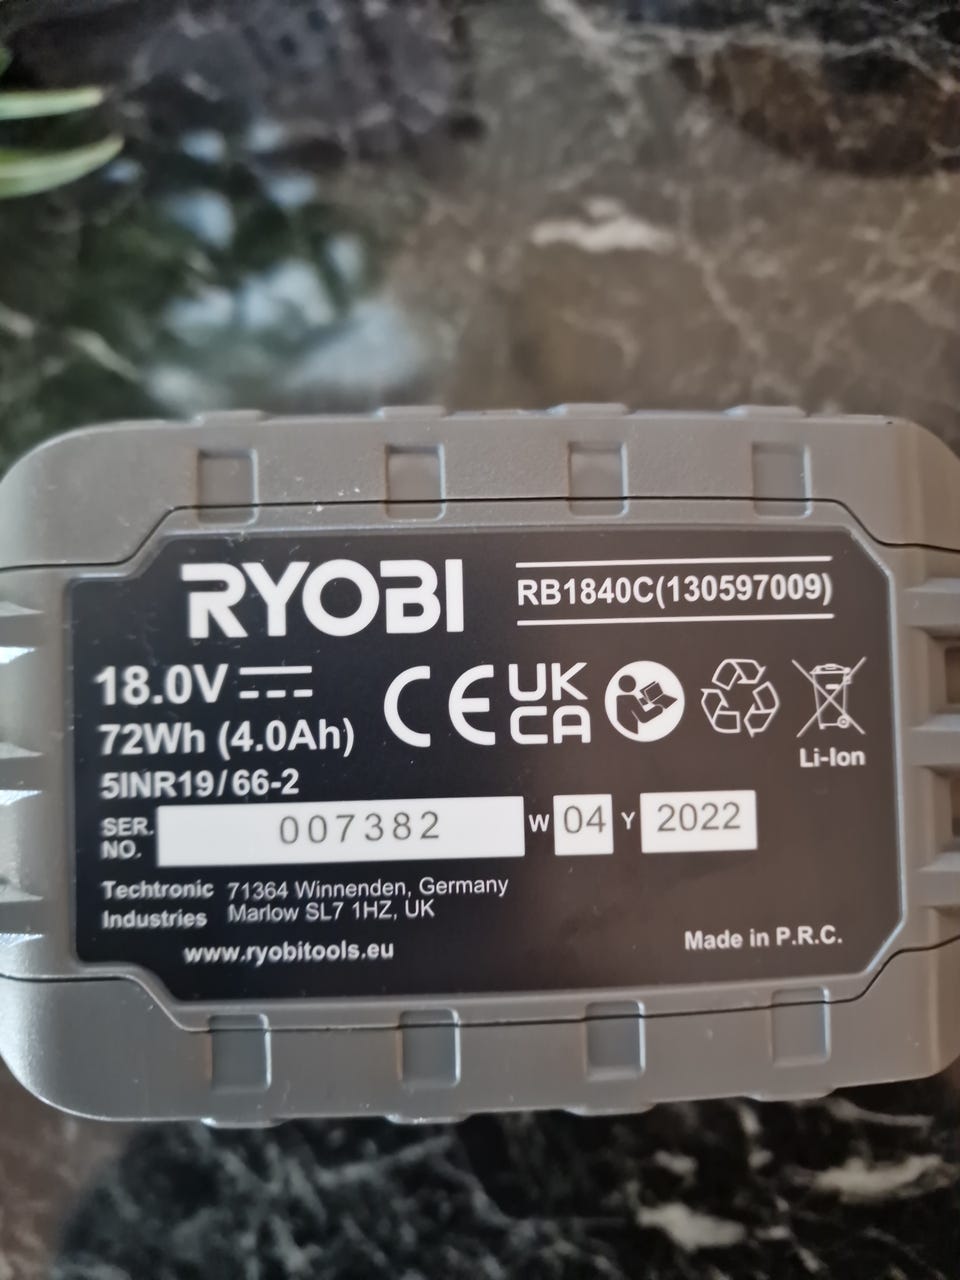 RYOBI
RB1840C(130597009)
18.0V
72Wh (4.0Ah)
5INR19/66-2
CE UK CA
Li-Ion
SER. NO. 007382 W 04 Y 2022
Techtronic Industries
71364 Winnenden, Germany
Marlow SL7 1HZ, UK
www.ryobitools.eu
Made in P.R.C.